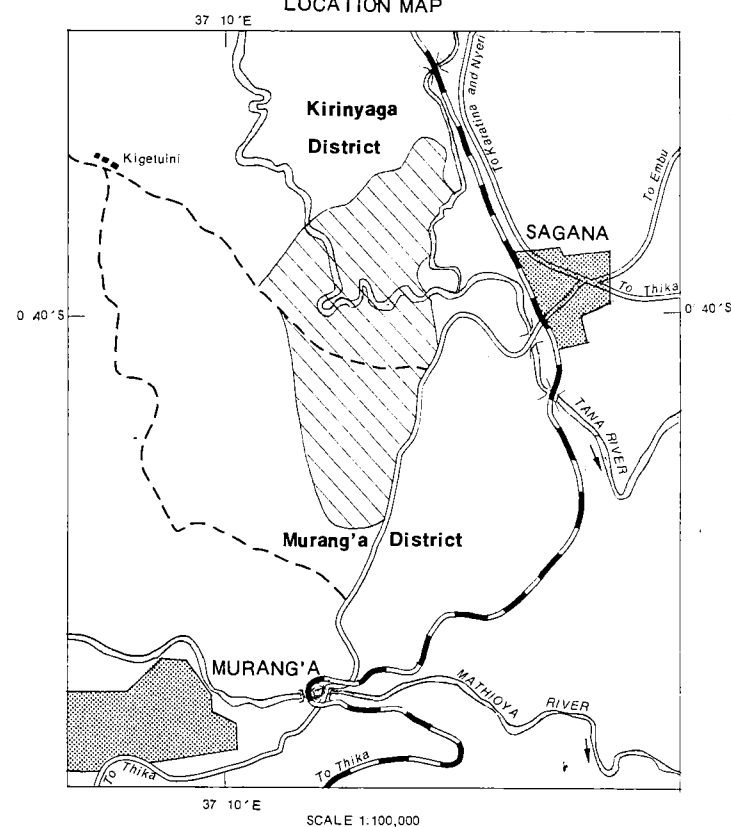 LOCATION MAP
37 10'E
Kirinyaga
District
To Karatina and Nyeri
Kigetuini
To Embu
SAGANA
To Thika
0 40'S
0 40'S
TANA RIVER
Murang'a District
MURANG'A
MATHIOYA RIVER
To Thika
To Thika
37 10'E
SCALE 1:100,000